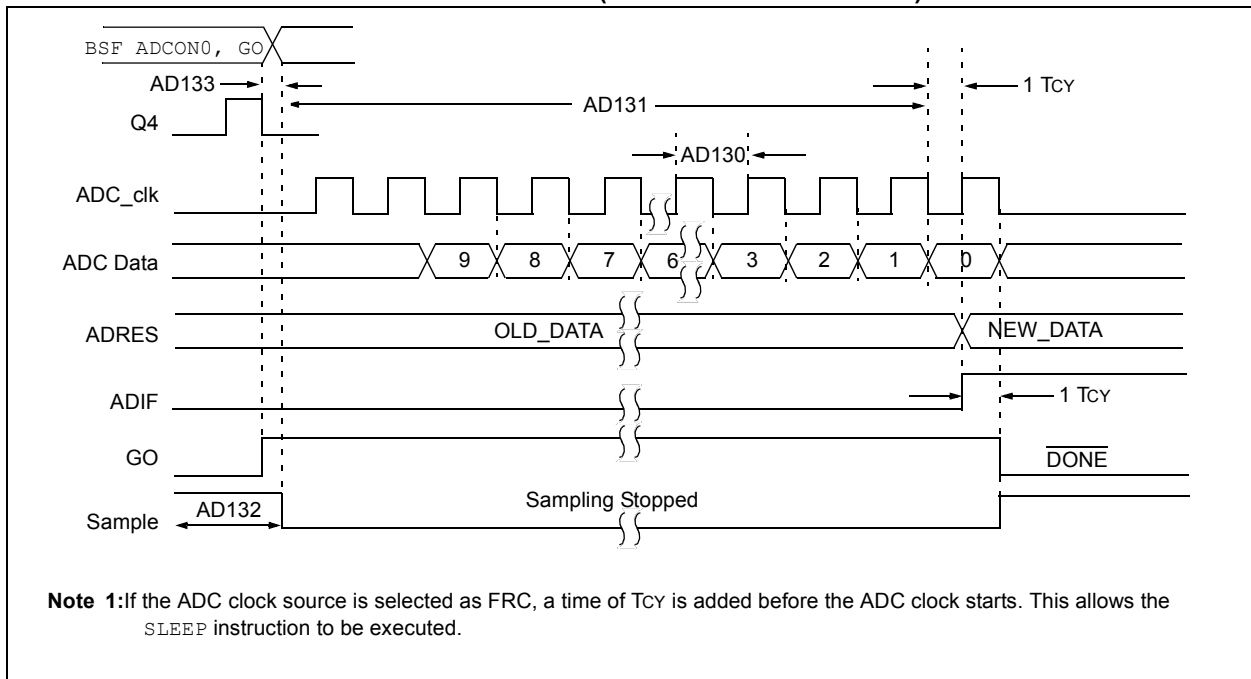 BSF ADCON0, GO
AD133
1 TCY
AD131
Q4
AD130
ADC_clk
ADC Data
9 8 7 6 3 2 1 0
ADRES
OLD_DATA
NEW_DATA
ADIF
1 TCY
GO
DONE
AD132
Sampling Stopped
Sample
Note 1:If the ADC clock source is selected as FRC, a time of TCY is added before the ADC clock starts. This allows the
SLEEP instruction to be executed.